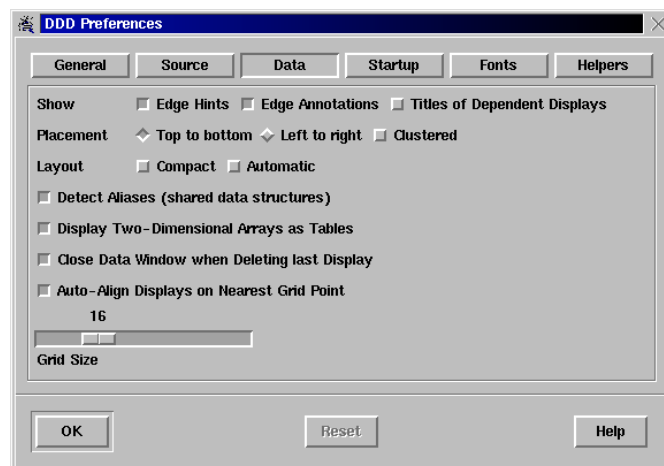 DDD Preferences
General Source Data Startup Fonts Helpers
Show Edge Hints Edge Annotations Titles of Dependent Displays
Placement Top to bottom Left to right Clustered
Layout Compact Automatic
Detect Aliases (shared data structures)
Display Two-Dimensional Arrays as Tables
Close Data Window when Deleting last Display
Auto-Align Displays on Nearest Grid Point
16
Grid Size
OK Reset Help